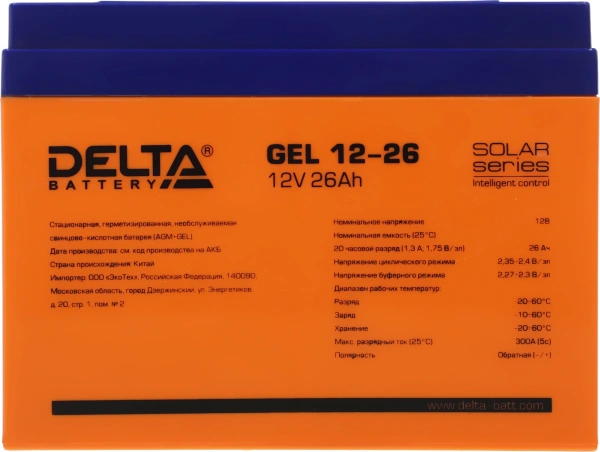 DELTA®
BATTERY
GEL 12-26
12V 26Ah
SOLAR
series
Intelligent control
Стационарная, герметизированная, необслуживаемая
свинцово-кислотная батарея (AGM+GEL)
Дата производства: см. код производства на АКБ
Страна происхождения: Китай
Импортер: ООО «ЭкоТех», Российская Федерация, 140090,
Московская область, город Дзержинский, ул. Энергетиков,
д. 20, стр. 1, пом. №2
Номинальное напряжение 12В
Номинальная емкость (25°C)
20 часовой разряд (1,3 А; 1,75 В/эл) 26 Ач
Напряжение циклического режима 2,35-2,4 В/эл
Напряжение буферного режима 2,27-2,3 В/эл
Диапазон рабочих температур:
Разряд -20~60°C
Заряд -10~60°C
Хранение -20~60°C
Макс. разрядный ток (25°C) 300А (5с)
Полярность Обратная (-/+)
www.delta-batt.com